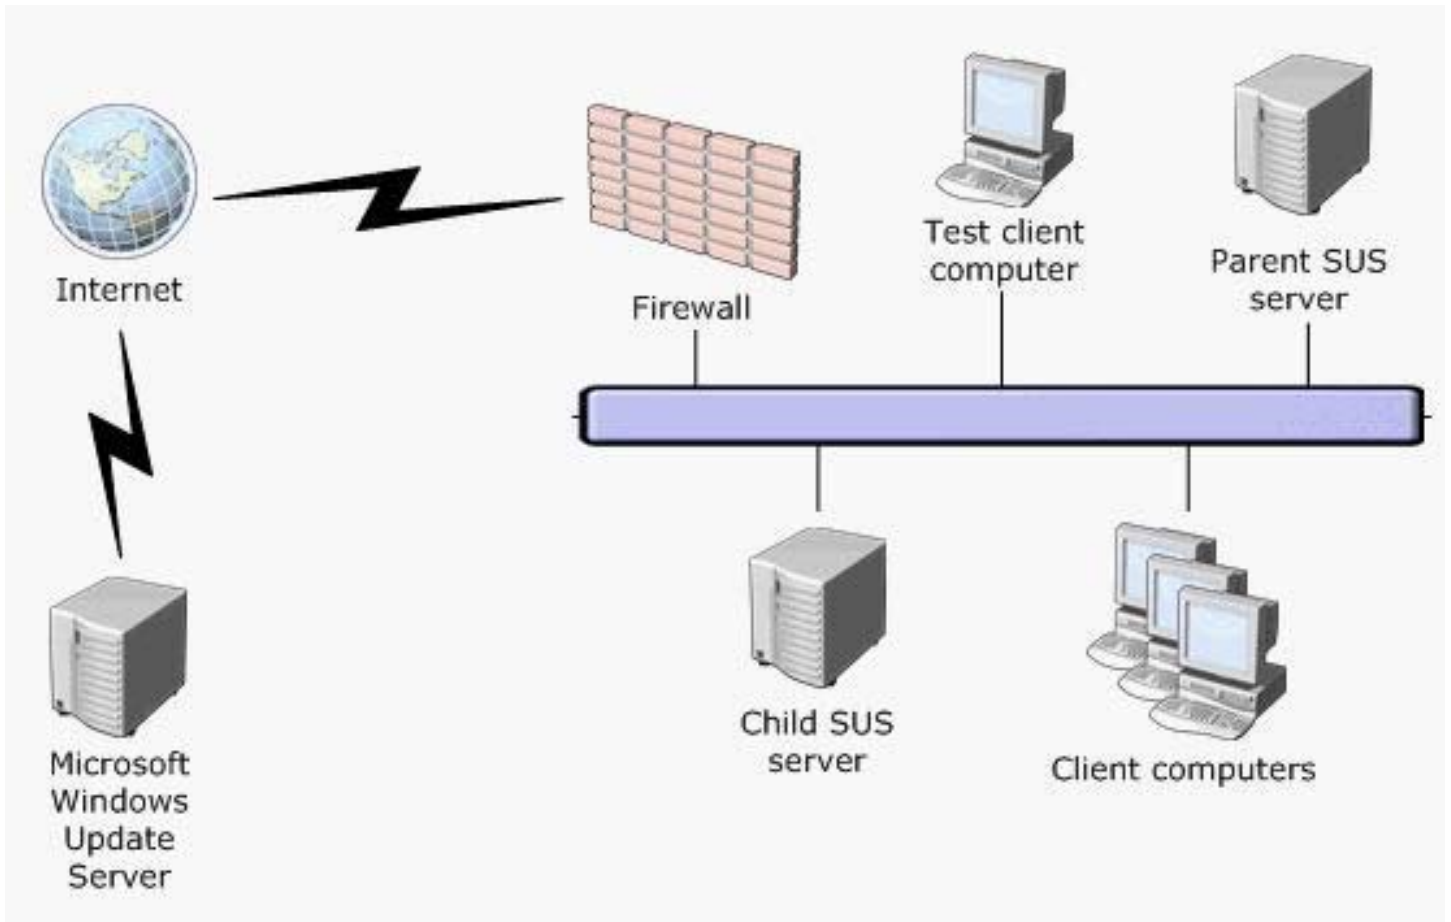 Internet
Firewall
Test client
computer
Parent SUS
server
Child SUS
server
Client computers
Microsoft
Windows
Update
Server